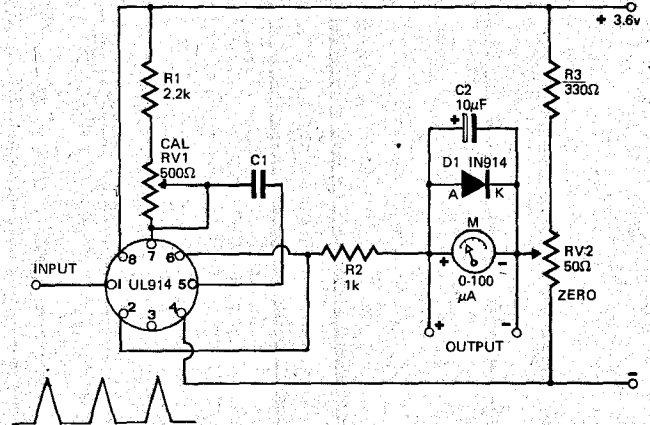 + 3.6v
R1
2.2k
CAL
RV1
500Ω
C1
C2
10µF
+
D1 IN914
A K
M
+ -
0-100
µA
R3
330Ω
RV2
50Ω
ZERO
R2
1k
INPUT
UL914
8 7 6
1 5
2 3 4
+ -
OUTPUT
-